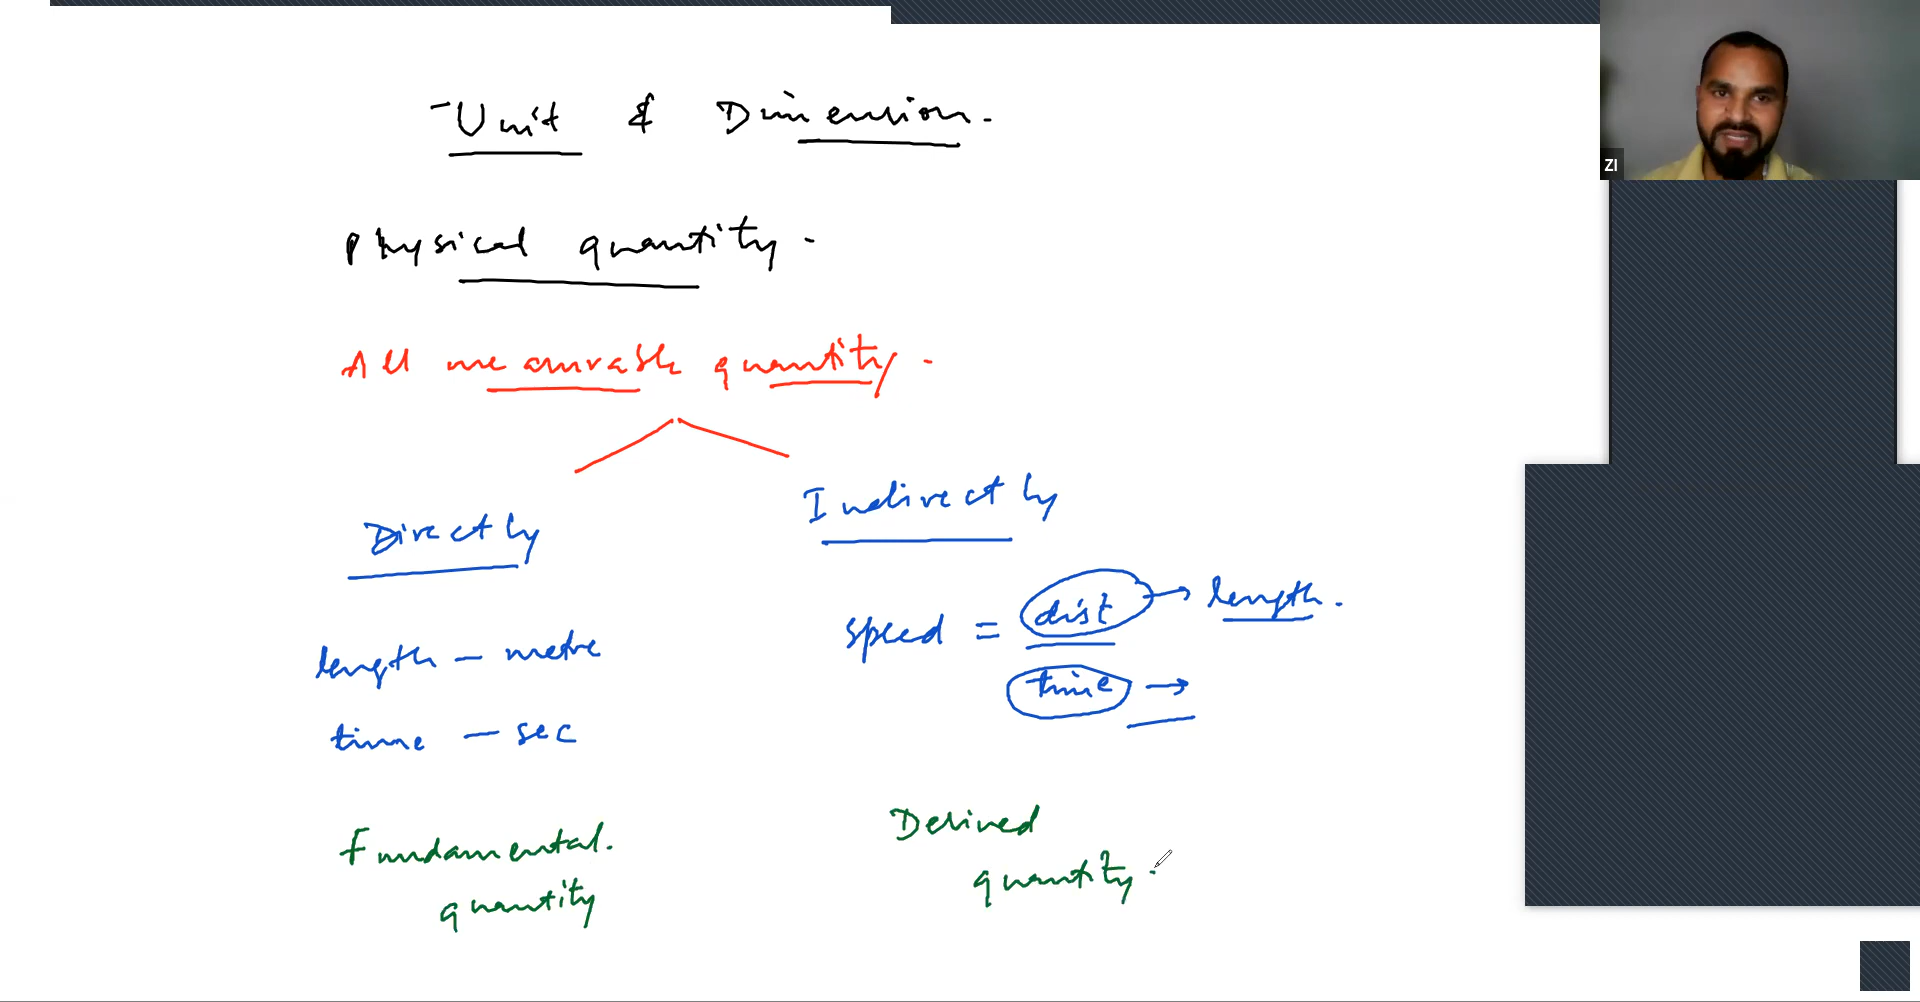 Unit & Dimension.
ZI
Physical quantity.
All measurable quantity.
Directly
Indirectly
length - metre
time - sec
speed = dist → length.
time →
Fundamental.
quantity
Derived
quantity.